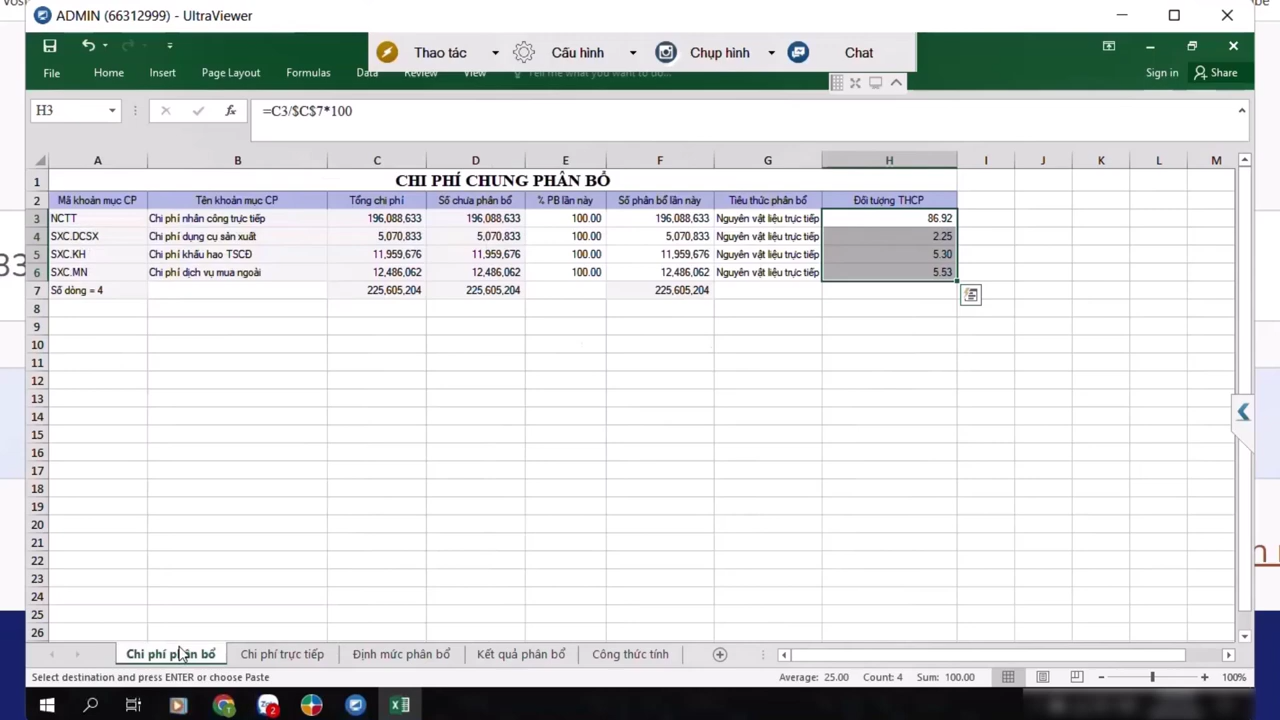 ADMIN (66312999) - UltraViewer
Thao tác Cấu hình Chụp hình Chat
File Home Insert Page Layout Formulas Data Review View Tell me what you want to do... Sign in Share
H3 fx =C3/$C$7*100
A B C D E F G H I J K L M
1 CHI PHÍ CHUNG PHÂN BỔ
2 Mã khoản mục CP Tên khoản mục CP Tổng chi phí Số chưa phân bổ % PB lần này Số phân bổ lần này Tiêu thức phân bổ Đối tượng THCP
3 NCTT Chi phí nhân công trực tiếp 196,088,633 196,088,633 100.00 196,088,633 Nguyên vật liệu trực tiếp 86.92
4 SXC.DCSX Chi phí dụng cụ sản xuất 5,070,833 5,070,833 100.00 5,070,833 Nguyên vật liệu trực tiếp 2.25
5 SXC.KH Chi phí khấu hao TSCĐ 11,959,676 11,959,676 100.00 11,959,676 Nguyên vật liệu trực tiếp 5.30
6 SXC.MN Chi phí dịch vụ mua ngoài 12,486,062 12,486,062 100.00 12,486,062 Nguyên vật liệu trực tiếp 5.53
7 Số dòng = 4 225,605,204 225,605,204 225,605,204
8
9
10
11
12
13
14
15
16
17
18
19
20
21
22
23
24
25
26
Chi phí phân bổ Chi phí trực tiếp Định mức phân bổ Kết quả phân bổ Công thức tính
Select destination and press ENTER or choose Paste Average: 25.00 Count: 4 Sum: 100.00 100%
2